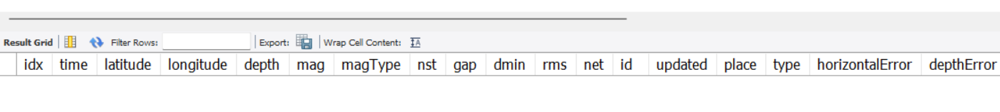 Result Grid Filter Rows: Export: Wrap Cell Content: IA
idx time latitude longitude depth mag magType nst gap dmin rms net id updated place type horizontalError depthError